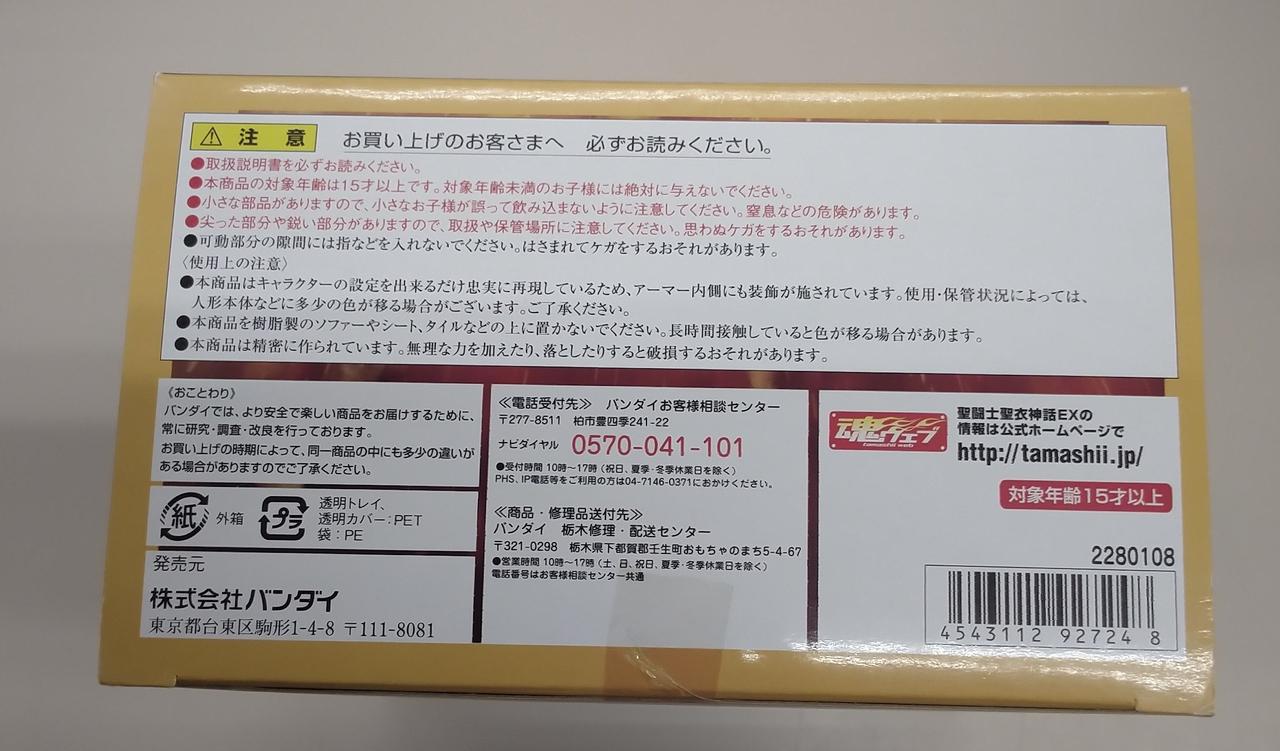 ⚠注 意 お買い上げのお客さまへ 必ずお読みください。
●取扱説明書を必ずお読みください。
●本商品の対象年齢は15才以上です。対象年齢未満のお子様には絶対に与えないでください。
●小さな部品がありますので、小さなお子様が誤って飲み込まないように注意してください。窒息などの危険があります。
●尖った部分や鋭い部分がありますので、取扱や保管場所に注意してください。思わぬケガをするおそれがあります。
●可動部分の隙間には指などを入れないでください。はさまれてケガをするおそれがあります。
〈使用上の注意〉
●本商品はキャラクターの設定を出来るだけ忠実に再現しているため、アーマー内側にも装飾が施されています。使用・保管状況によっては、
人形本体などに多少の色が移る場合がございます。ご了承ください。
●本商品を樹脂製のソファーやシート、タイルなどの上に置かないでください。長時間接触していると色が移る場合があります。
●本商品は精密に作られています。無理な力を加えたり、落としたりすると破損するおそれがあります。
《おことわり》
バンダイでは、より安全で楽しい商品をお届けするために、
常に研究・調査・改良を行っております。
お買い上げの時期によって、同一商品の中にも多少の違いが
ある場合がありますのでご了承ください。
紙 外箱
プラ 透明トレイ、
透明カバー:PET
袋:PE
発売元
株式会社バンダイ
東京都台東区駒形1-4-8 〒111-8081
≪電話受付先≫ バンダイお客様相談センター
〒277-8511 柏市豊四季241-22
ナビダイヤル 0570-041-101
●受付時間 10時〜17時(祝日、夏季・冬季休業日を除く)
PHS、IP電話等をご利用の方は04-7146-0371におかけください。
≪商品・修理品送付先≫
バンダイ 栃木修理・配送センター
〒321-0298 栃木県下都賀郡壬生町おもちゃのまち5-4-67
●営業時間 10時〜17時(土、日、祝日、夏季・冬季休業日を除く)
電話番号はお客様相談センター共通
魂ウェブ
tamashii web
聖闘士聖衣神話EXの
情報は公式ホームページで
http://tamashii.jp/
対象年齢15才以上
2280108
4543112 92724 8